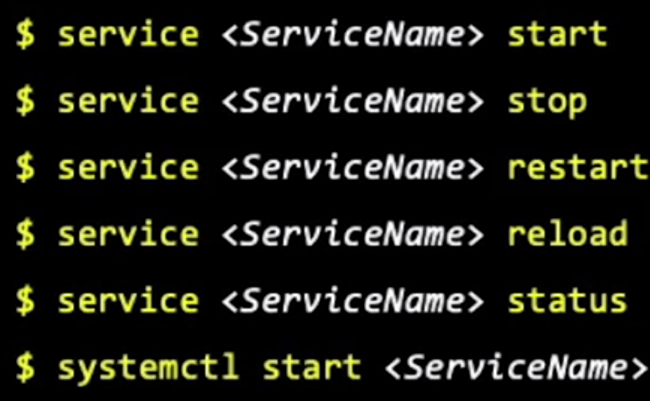 $ service <ServiceName> start
$ service <ServiceName> stop
$ service <ServiceName> restart
$ service <ServiceName> reload
$ service <ServiceName> status
$ systemctl start <ServiceName>